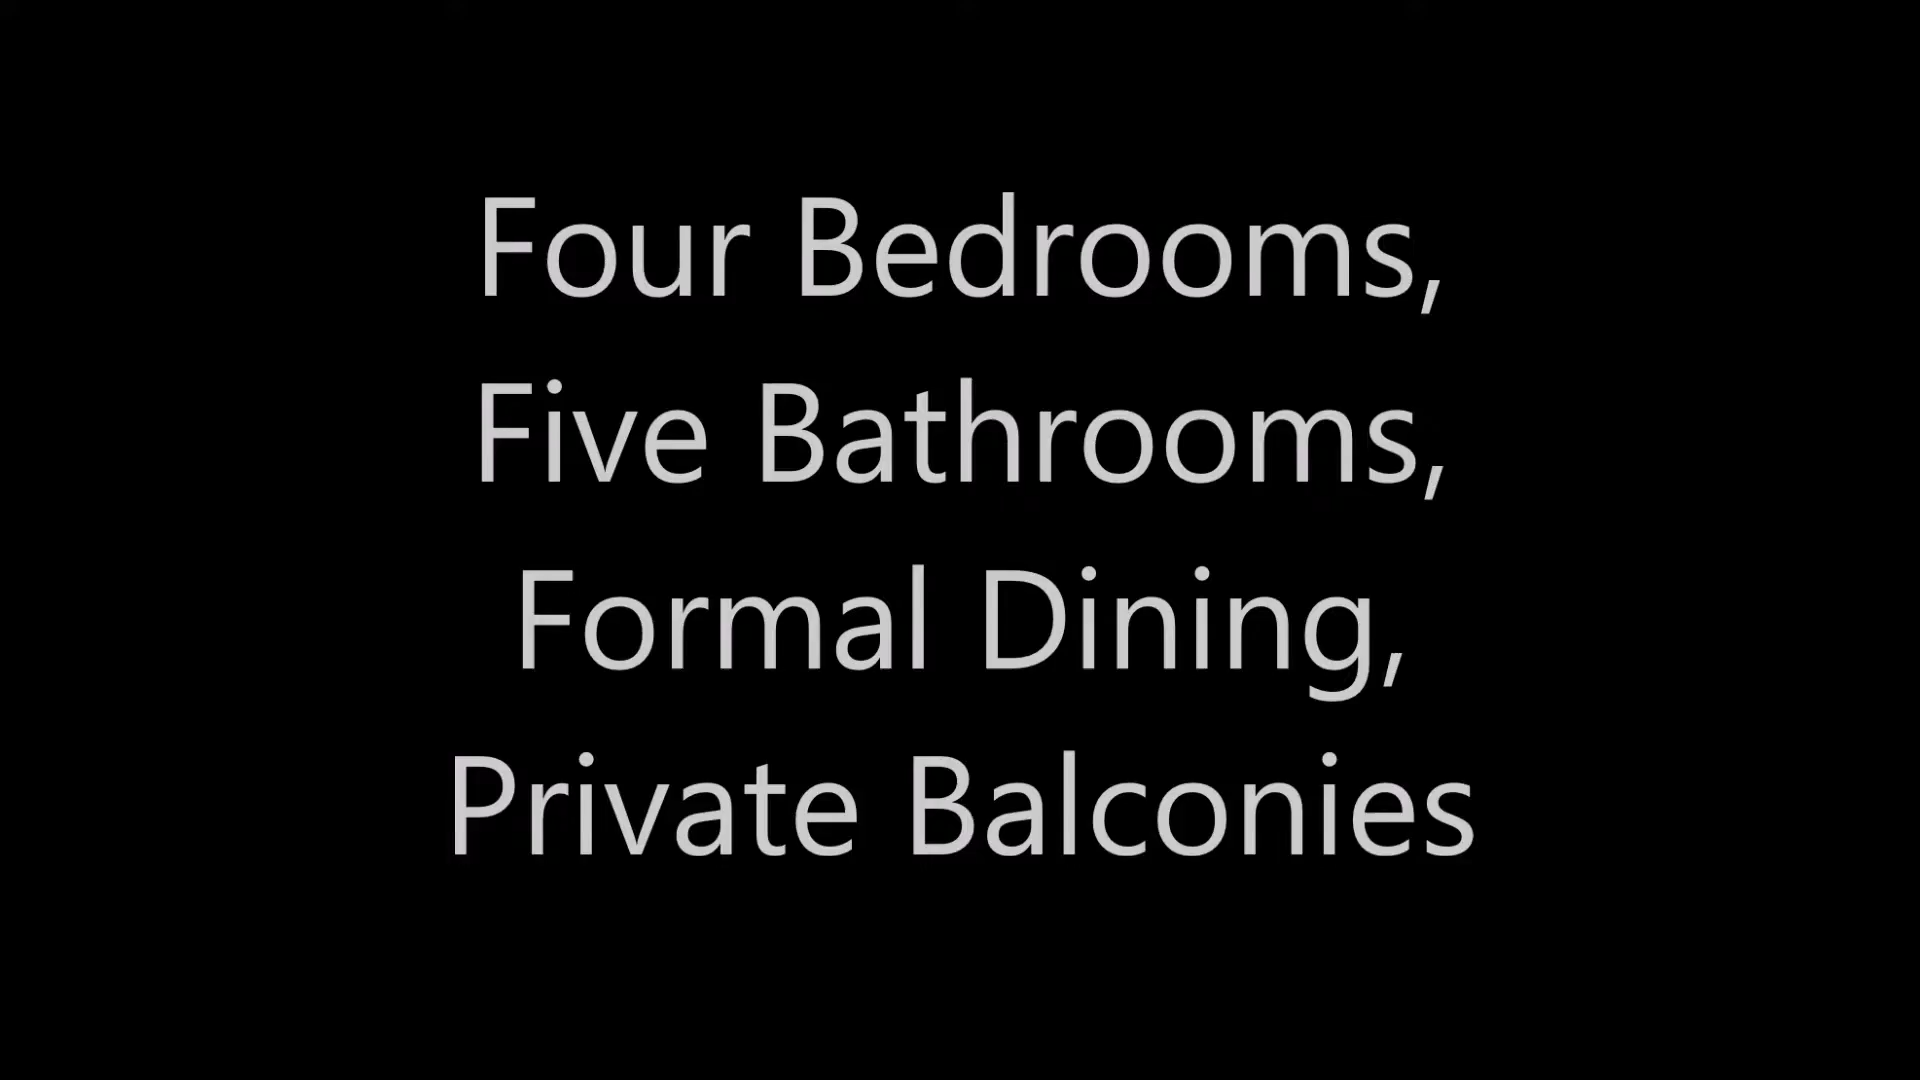 Four Bedrooms,
Five Bathrooms,
Formal Dining,
Private Balconies